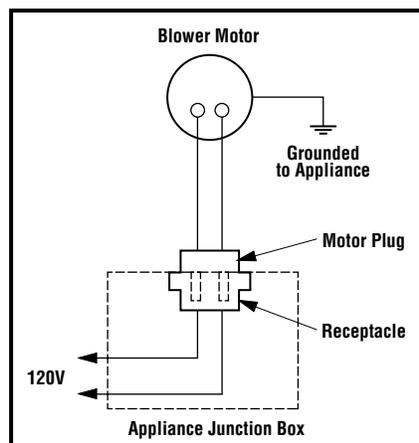 Blower Motor
Grounded
to Appliance
Motor Plug
Receptacle
120V
Appliance Junction Box